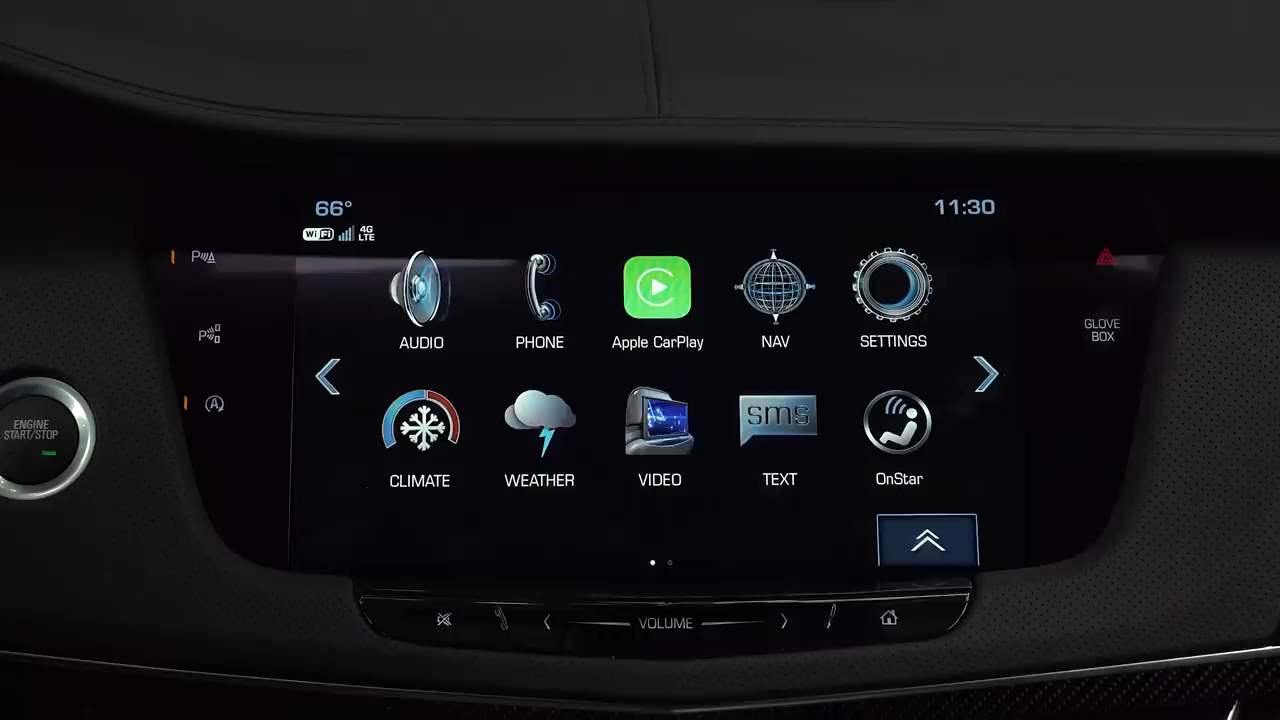 66°
11:30
WiFi
4G
LTE
P
AUDIO
PHONE
Apple CarPlay
NAV
SETTINGS
GLOVE
BOX
P
A
ENGINE
START/STOP
sms
CLIMATE
WEATHER
VIDEO
TEXT
OnStar
VOLUME